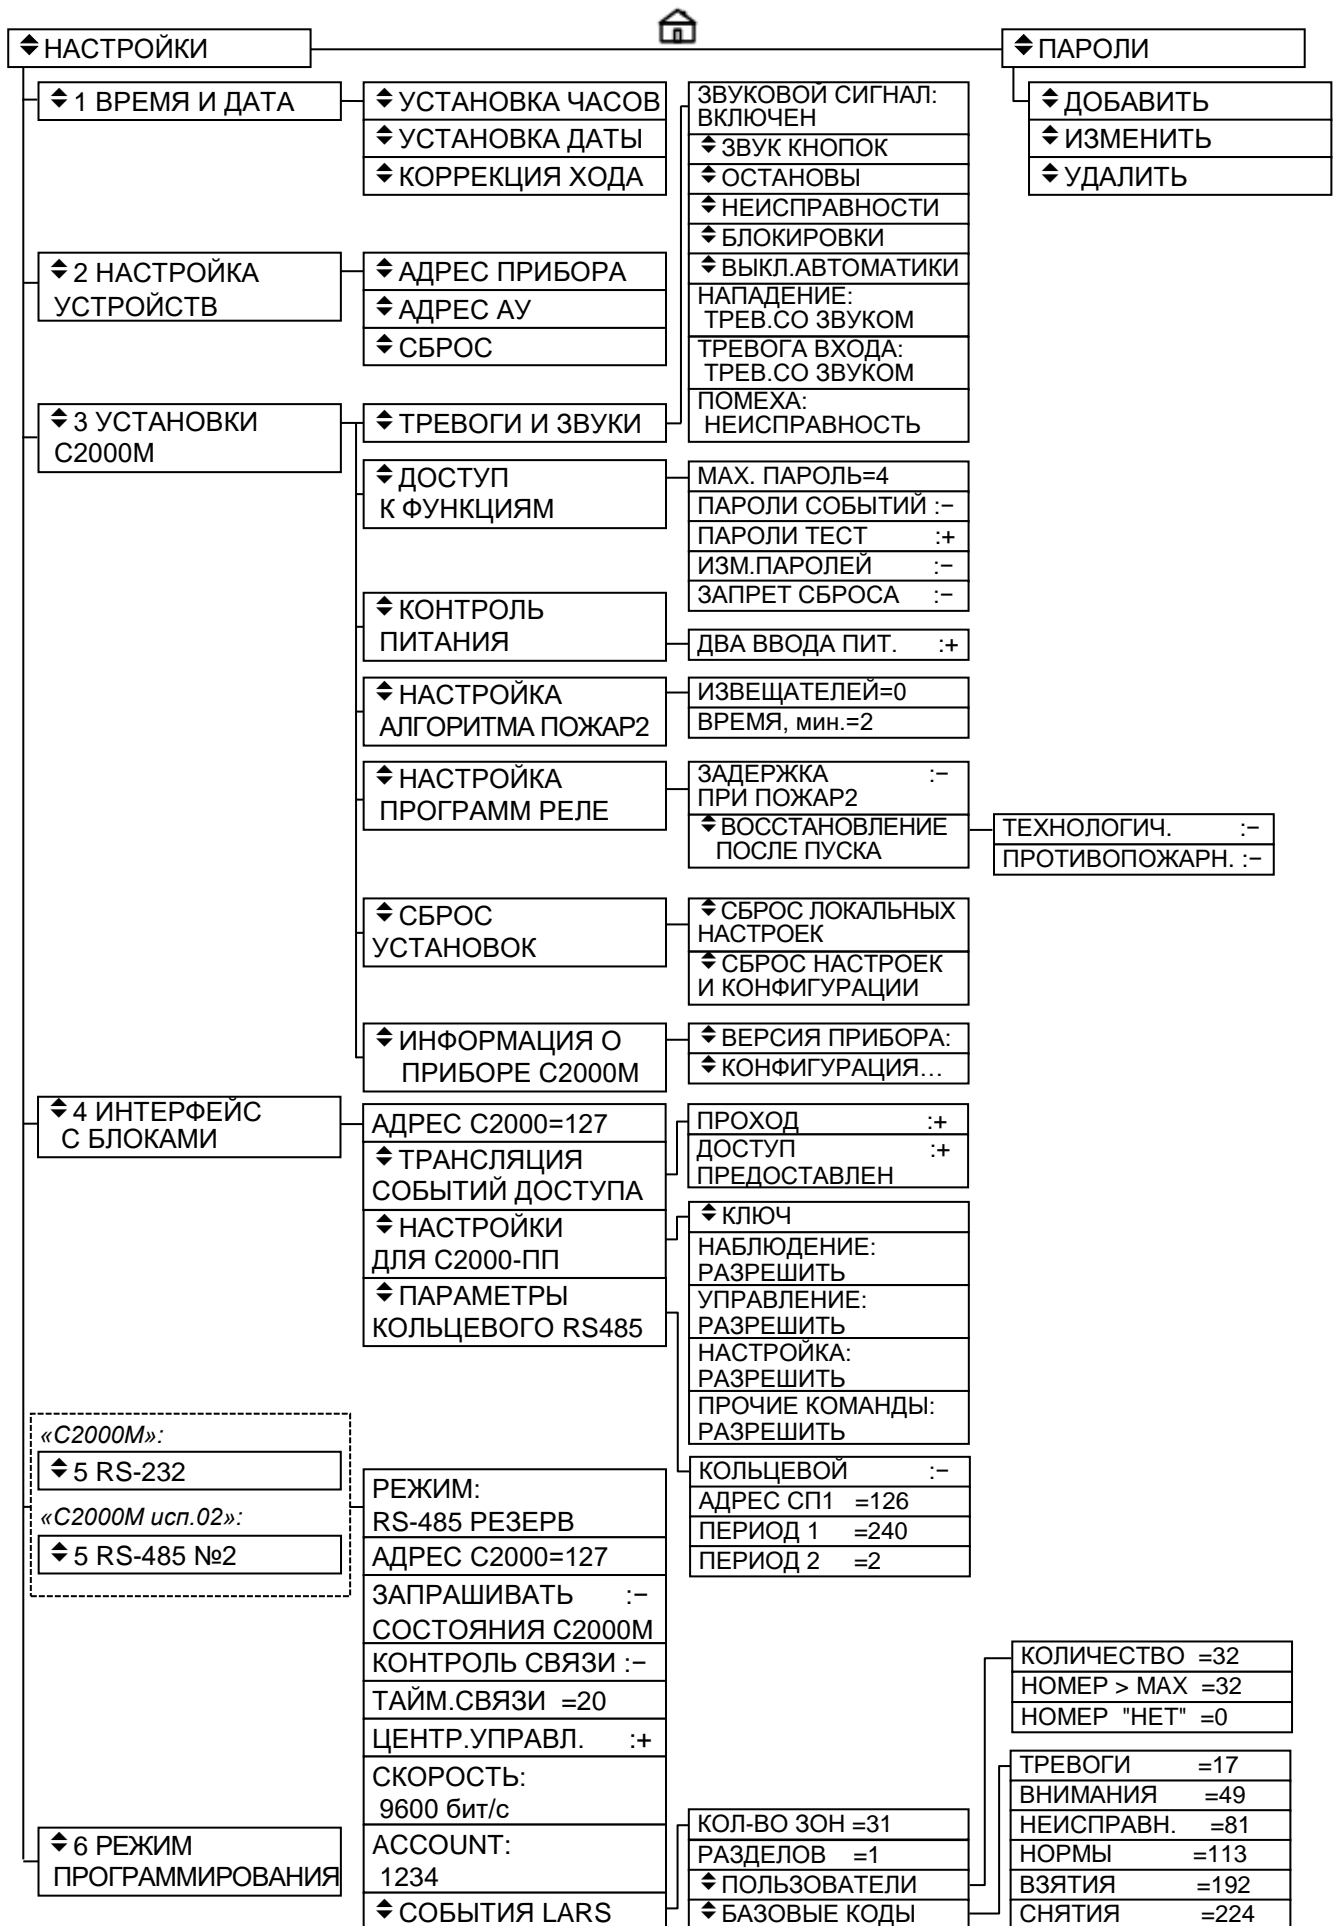 НАСТРОЙКИ
ПАРОЛИ
ДОБАВИТЬ
ИЗМЕНИТЬ
УДАЛИТЬ
1 ВРЕМЯ И ДАТА
УСТАНОВКА ЧАСОВ
УСТАНОВКА ДАТЫ
КОРРЕКЦИЯ ХОДА
2 НАСТРОЙКА
УСТРОЙСТВ
АДРЕС ПРИБОРА
АДРЕС АУ
СБРОС
3 УСТАНОВКИ
С2000М
ТРЕВОГИ И ЗВУКИ
ЗВУКОВОЙ СИГНАЛ:
ВКЛЮЧЕН
ЗВУК КНОПОК
ОСТАНОВЫ
НЕИСПРАВНОСТИ
БЛОКИРОВКИ
ВЫКЛ.АВТОМАТИКИ
НАПАДЕНИЕ:
ТРЕВ.СО ЗВУКОМ
ТРЕВОГА ВХОДА:
ТРЕВ.СО ЗВУКОМ
ПОМЕХА:
НЕИСПРАВНОСТЬ
ДОСТУП
К ФУНКЦИЯМ
МАХ. ПАРОЛЬ=4
ПАРОЛИ СОБЫТИЙ :−
ПАРОЛИ ТЕСТ :+
ИЗМ.ПАРОЛЕЙ :−
ЗАПРЕТ СБРОСА :−
КОНТРОЛЬ
ПИТАНИЯ
ДВА ВВОДА ПИТ. :+
НАСТРОЙКА
АЛГОРИТМА ПОЖАР2
ИЗВЕЩАТЕЛЕЙ=0
ВРЕМЯ, мин.=2
НАСТРОЙКА
ПРОГРАММ РЕЛЕ
ЗАДЕРЖКА :−
ПРИ ПОЖАР2
ВОССТАНОВЛЕНИЕ
ПОСЛЕ ПУСКА
ТЕХНОЛОГИЧ. :−
ПРОТИВОПОЖАРН. :−
СБРОС
УСТАНОВОК
СБРОС ЛОКАЛЬНЫХ
НАСТРОЕК
СБРОС НАСТРОЕК
И КОНФИГУРАЦИИ
ИНФОРМАЦИЯ О
ПРИБОРЕ С2000М
ВЕРСИЯ ПРИБОРА:
КОНФИГУРАЦИЯ…
4 ИНТЕРФЕЙС
С БЛОКАМИ
АДРЕС С2000=127
ТРАНСЛЯЦИЯ
СОБЫТИЙ ДОСТУПА
ПРОХОД :+
ДОСТУП :+
ПРЕДОСТАВЛЕН
НАСТРОЙКИ
ДЛЯ С2000-ПП
КЛЮЧ
НАБЛЮДЕНИЕ:
РАЗРЕШИТЬ
УПРАВЛЕНИЕ:
РАЗРЕШИТЬ
НАСТРОЙКА:
РАЗРЕШИТЬ
ПРОЧИЕ КОМАНДЫ:
РАЗРЕШИТЬ
ПАРАМЕТРЫ
КОЛЬЦЕВОГО RS485
КОЛЬЦЕВОЙ :−
АДРЕС СП1 =126
ПЕРИОД 1 =240
ПЕРИОД 2 =2
«С2000М»:
5 RS-232
«С2000М исп.02»:
5 RS-485 №2
РЕЖИМ:
RS-485 РЕЗЕРВ
АДРЕС С2000=127
ЗАПРАШИВАТЬ :−
СОСТОЯНИЯ С2000М
КОНТРОЛЬ СВЯЗИ :−
ТАЙМ.СВЯЗИ =20
ЦЕНТР.УПРАВЛ. :+
СКОРОСТЬ:
9600 бит/с
ACCOUNT:
1234
СОБЫТИЯ LARS
КОЛ-ВО ЗОН =31
РАЗДЕЛОВ =1
ПОЛЬЗОВАТЕЛИ
БАЗОВЫЕ КОДЫ
КОЛИЧЕСТВО =32
НОМЕР > МАХ =32
НОМЕР "НЕТ" =0
ТРЕВОГИ =17
ВНИМАНИЯ =49
НЕИСПРАВН. =81
НОРМЫ =113
ВЗЯТИЯ =192
СНЯТИЯ =224
6 РЕЖИМ
ПРОГРАММИРОВАНИЯ